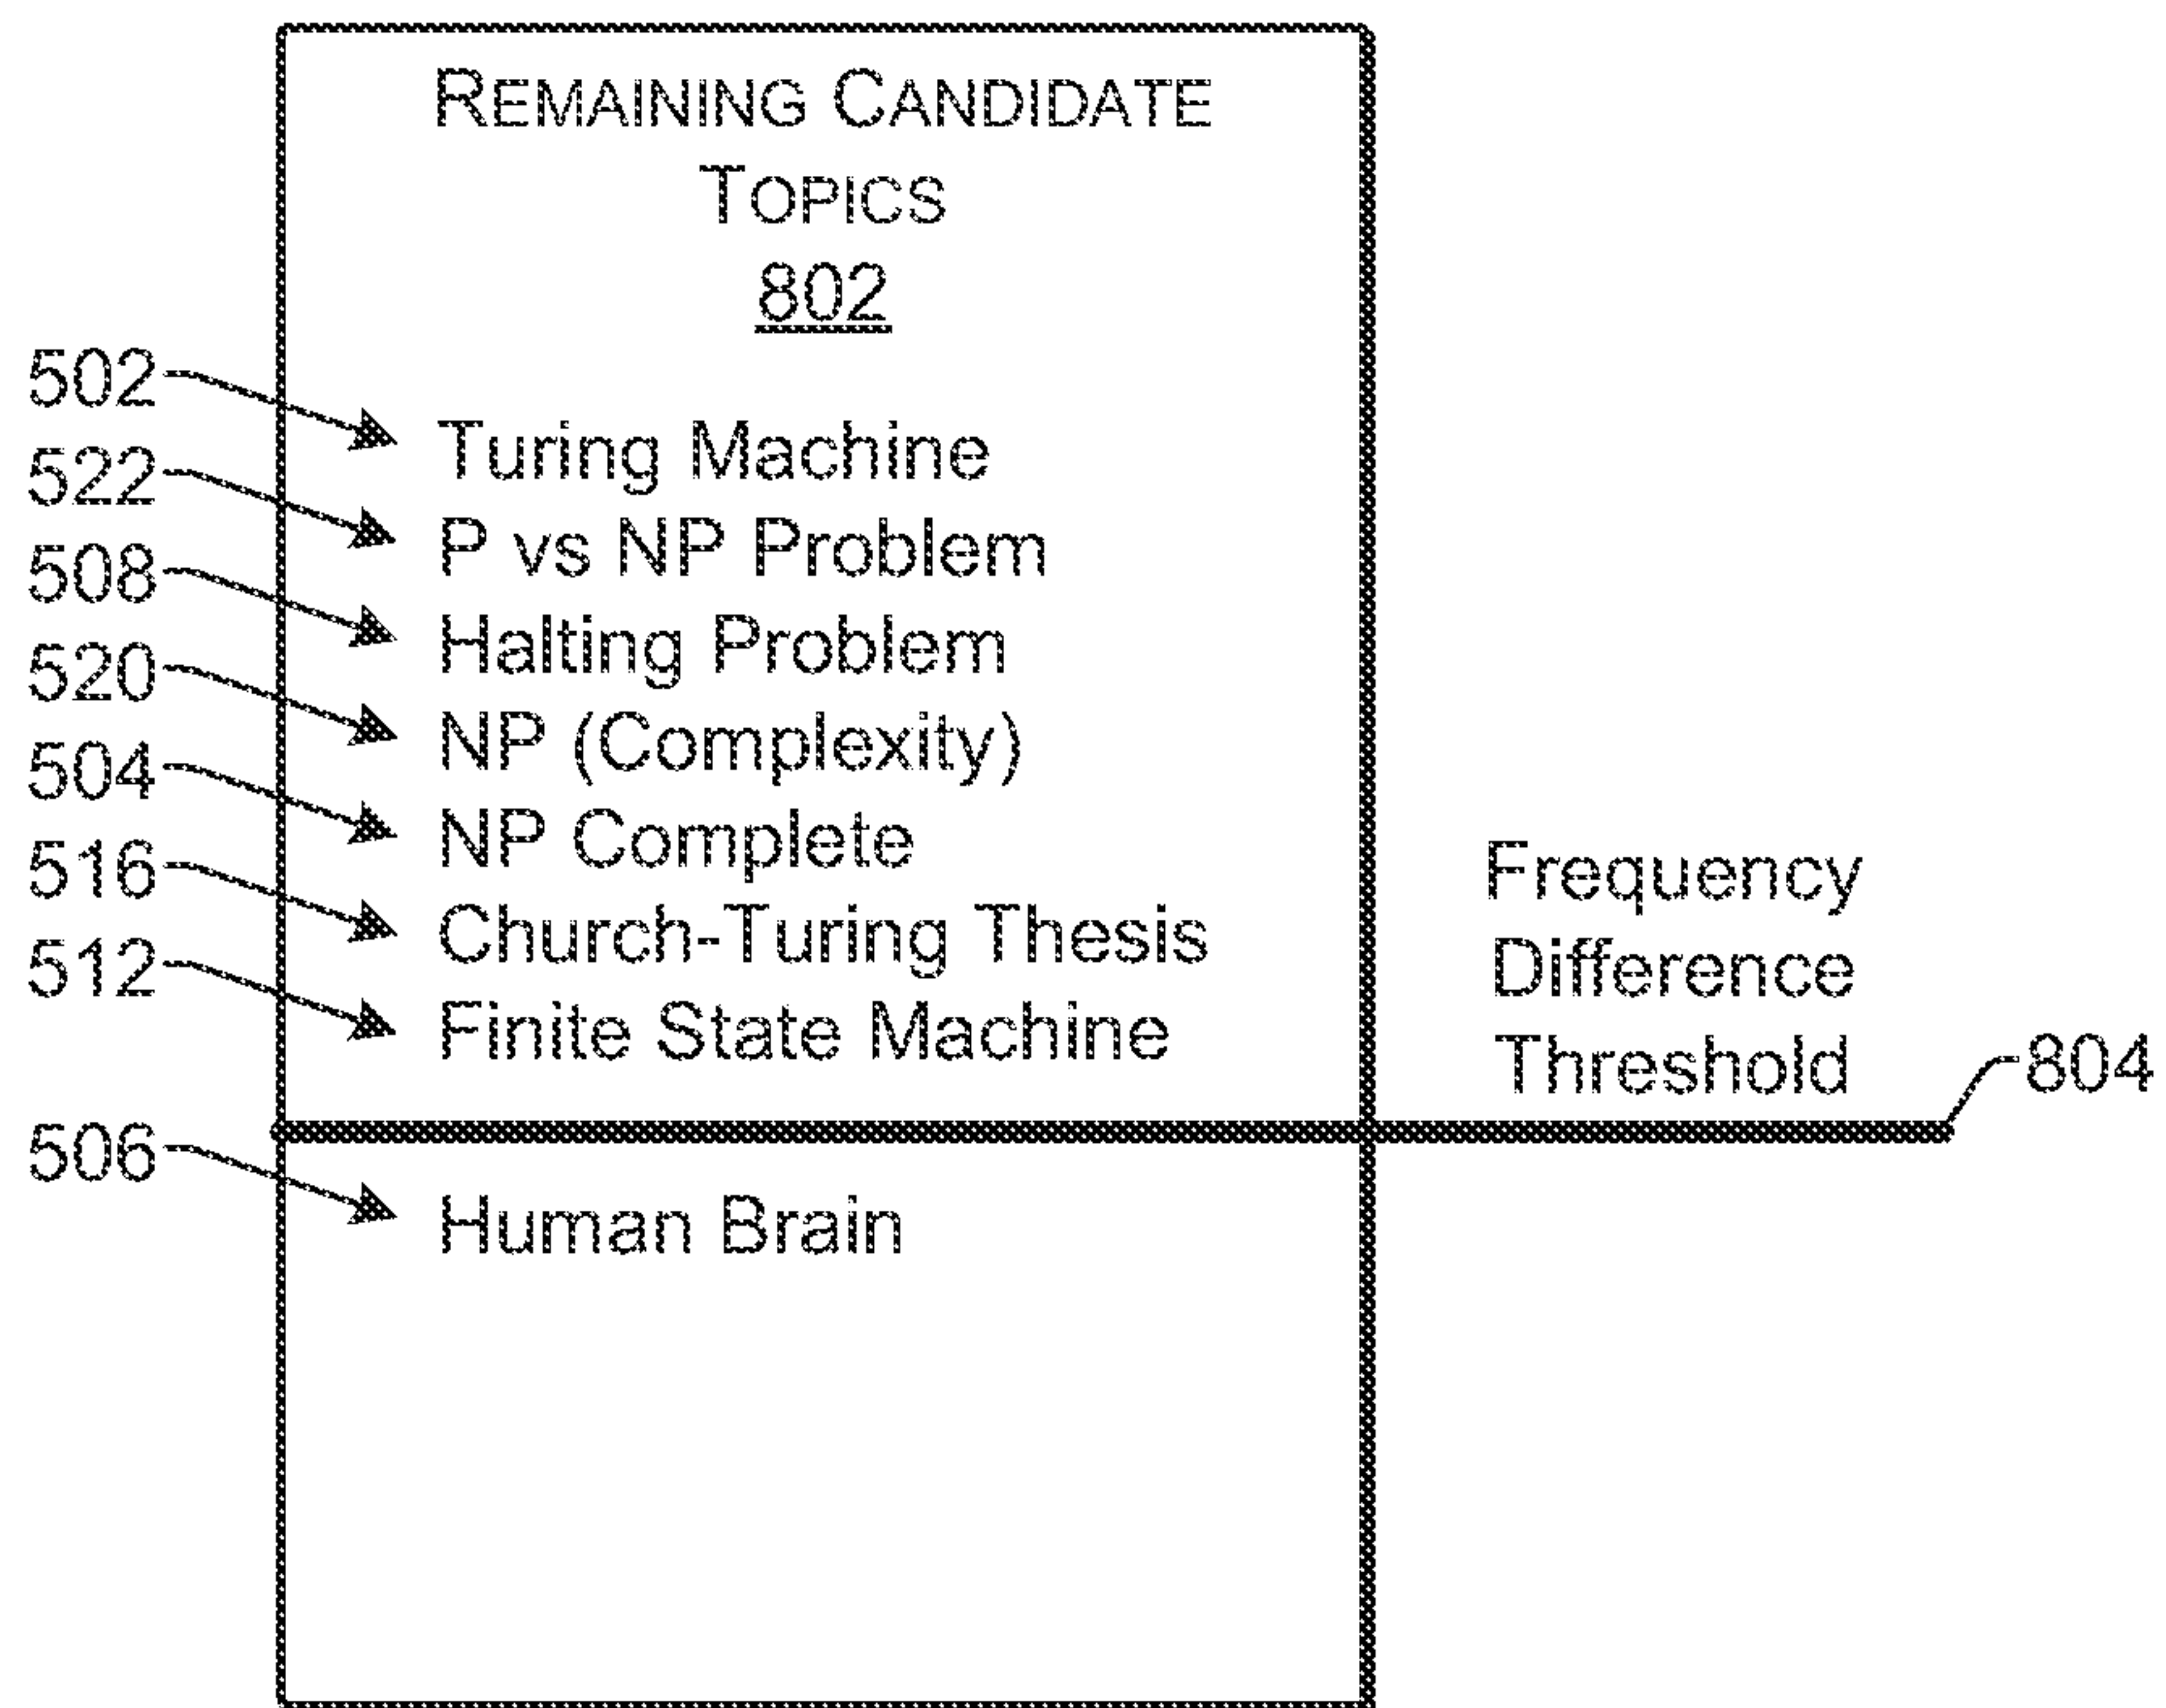 REMAINING CANDIDATE
TOPICS
802
502
Turing Machine
522
P vs NP Problem
508
Halting Problem
520
NP (Complexity)
504
NP Complete
516
Church-Turing Thesis
512
Finite State Machine
Frequency
Difference
Threshold
804
506
Human Brain